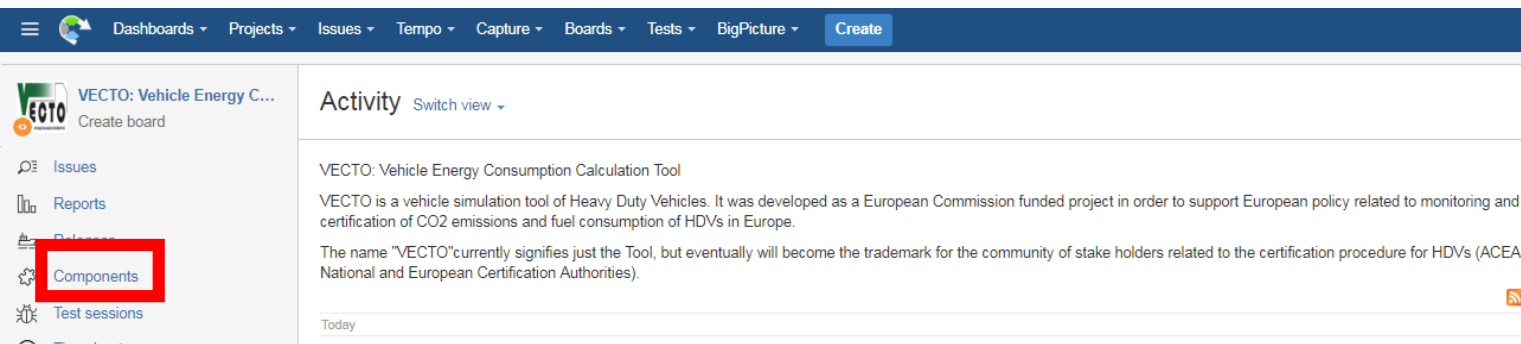 Dashboards Projects Issues Tempo Capture Boards Tests BigPicture Create
VECTO
VECTO: Vehicle Energy C...
Create board
Issues
Reports
Releases
Components
Test sessions
Activity Switch view
VECTO: Vehicle Energy Consumption Calculation Tool
VECTO is a vehicle simulation tool of Heavy Duty Vehicles. It was developed as a European Commission funded project in order to support European policy related to monitoring and
certification of CO2 emissions and fuel consumption of HDVs in Europe.
The name "VECTO"currently signifies just the Tool, but eventually will become the trademark for the community of stake holders related to the certification procedure for HDVs (ACEA
National and European Certification Authorities).
Today